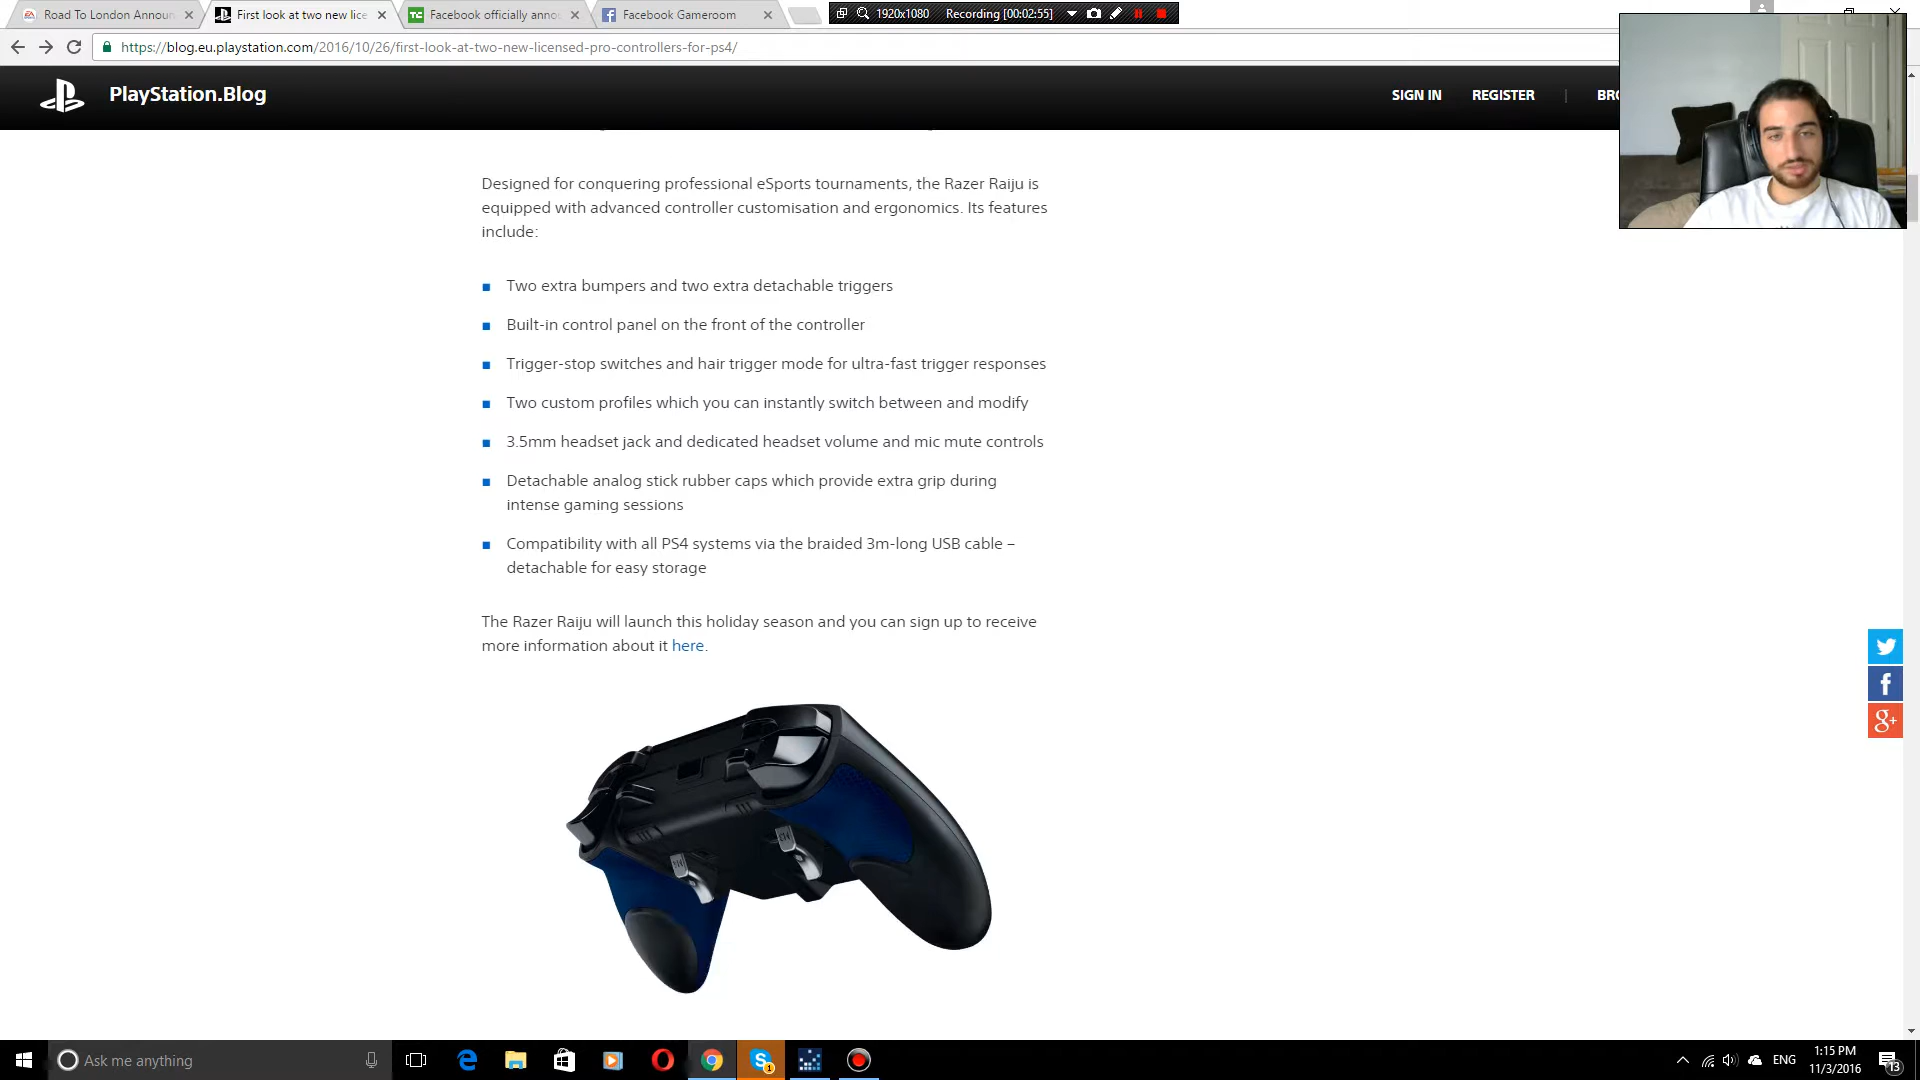 Road To London Announ
First look at two new lice
Facebook officially anno
Facebook Gameroom
1920x1080 Recording [00:02:55]
https://blog.eu.playstation.com/2016/10/26/first-look-at-two-new-licensed-pro-controllers-for-ps4/
PlayStation.Blog
SIGN IN REGISTER | BRO
Designed for conquering professional eSports tournaments, the Razer Raiju is
equipped with advanced controller customisation and ergonomics. Its features
include:
Two extra bumpers and two extra detachable triggers
Built-in control panel on the front of the controller
Trigger-stop switches and hair trigger mode for ultra-fast trigger responses
Two custom profiles which you can instantly switch between and modify
3.5mm headset jack and dedicated headset volume and mic mute controls
Detachable analog stick rubber caps which provide extra grip during
intense gaming sessions
Compatibility with all PS4 systems via the braided 3m-long USB cable –
detachable for easy storage
The Razer Raiju will launch this holiday season and you can sign up to receive
more information about it here.
Ask me anything
ENG
1:15 PM
11/3/2016
13